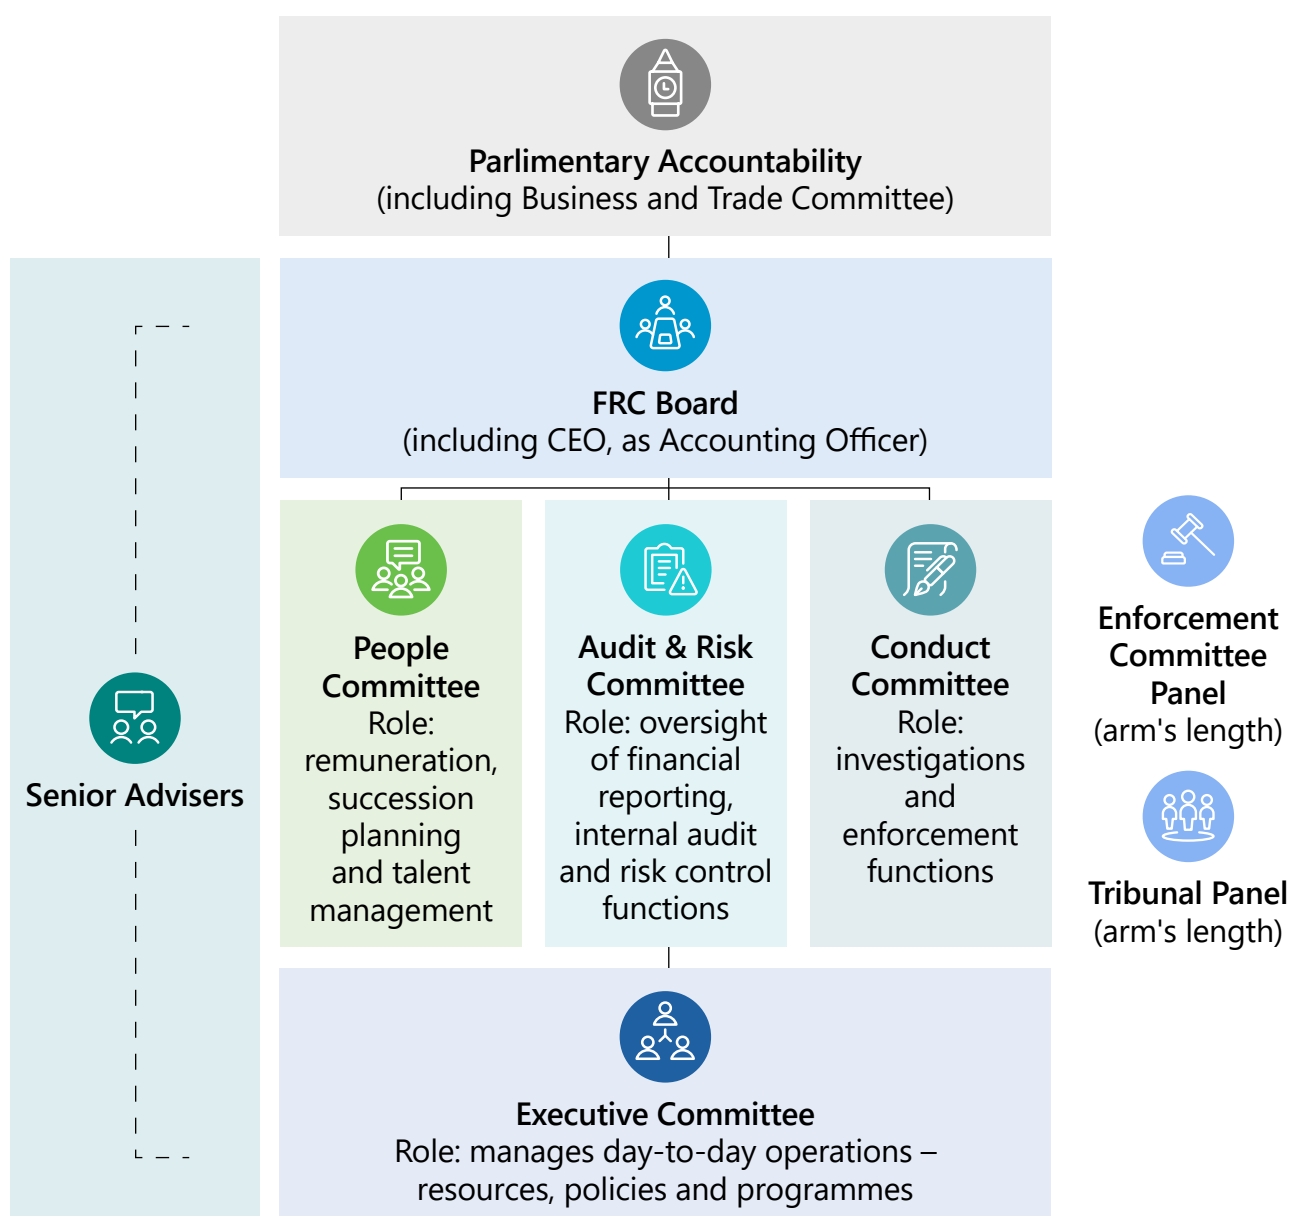 Parlimentary Accountability
(including Business and Trade Committee)
FRC Board
(including CEO, as Accounting Officer)
Senior Advisers
People
Committee
Role:
remuneration,
succession
planning
and talent
management
Audit & Risk
Committee
Role: oversight
of financial
reporting,
internal audit
and risk control
functions
Conduct
Committee
Role:
investigations
and
enforcement
functions
Enforcement
Committee
Panel
(arm's length)
Tribunal Panel
(arm's length)
Executive Committee
Role: manages day-to-day operations –
resources, policies and programmes